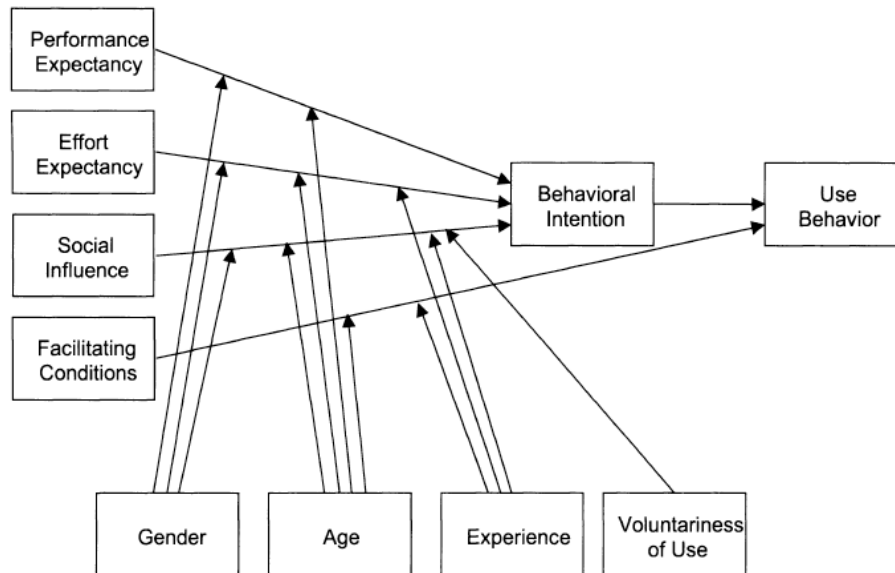 Performance
Expectancy
Effort
Expectancy
Social
Influence
Facilitating
Conditions
Behavioral
Intention
Use
Behavior
Gender
Age
Experience
Voluntariness
of Use